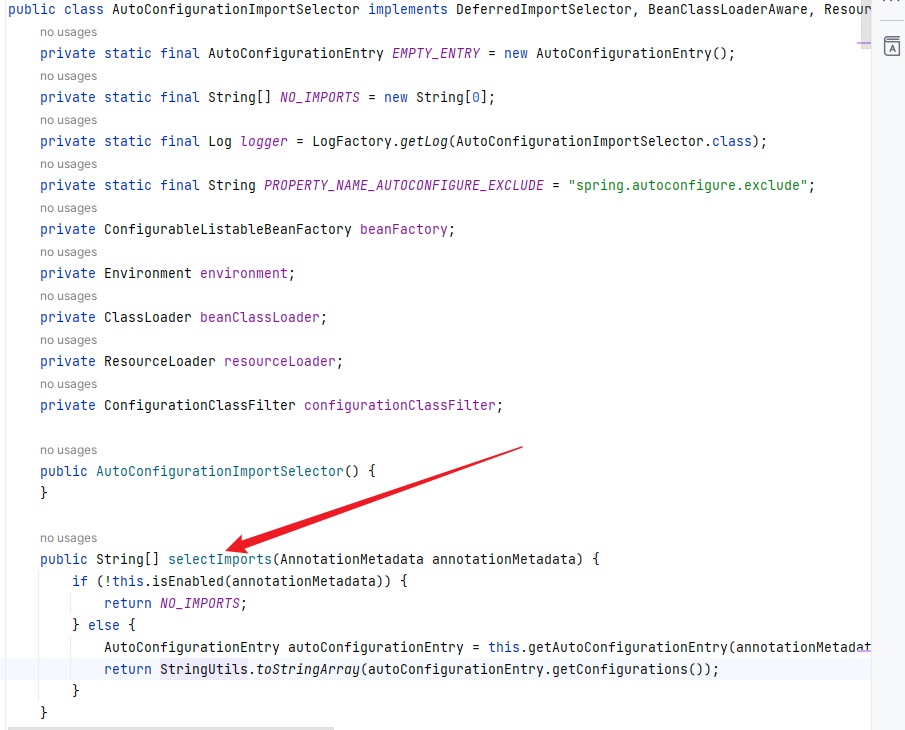 public class AutoConfigurationImportSelector implements DeferredImportSelector, BeanClassLoaderAware, Resour
no usages
private static final AutoConfigurationEntry EMPTY_ENTRY = new AutoConfigurationEntry();
no usages
private static final String[] NO_IMPORTS = new String[0];
no usages
private static final Log logger = LogFactory.getLog(AutoConfigurationImportSelector.class);
no usages
private static final String PROPERTY_NAME_AUTOCONFIGURE_EXCLUDE = "spring.autoconfigure.exclude";
no usages
private ConfigurableListableBeanFactory beanFactory;
no usages
private Environment environment;
no usages
private ClassLoader beanClassLoader;
no usages
private ResourceLoader resourceLoader;
no usages
private ConfigurationClassFilter configurationClassFilter;
no usages
public AutoConfigurationImportSelector() {
}
no usages
public String[] selectImports(AnnotationMetadata annotationMetadata) {
if (!this.isEnabled(annotationMetadata)) {
return NO_IMPORTS;
} else {
AutoConfigurationEntry autoConfigurationEntry = this.getAutoConfigurationEntry(annotationMetadat
return StringUtils.toStringArray(autoConfigurationEntry.getConfigurations());
}
}